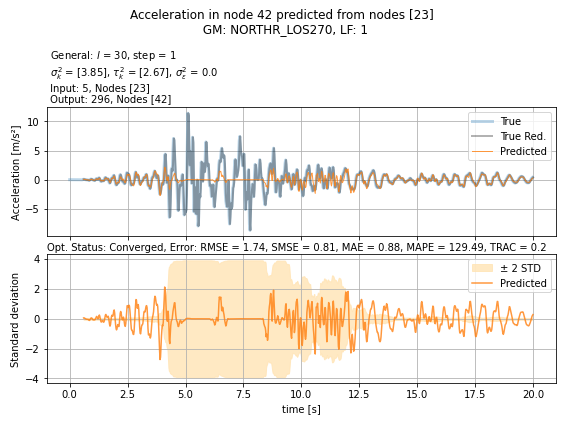 Acceleration in node 42 predicted from nodes [23]
GM: NORTHR_LOS270, LF: 1
General: l = 30, step = 1
σ²_k = [3.85], τ²_k = [2.67], σ²_ε = 0.0
Input: 5, Nodes [23]
Output: 296, Nodes [42]
Acceleration [m/s²]
10
5
0
−5
True
True Red.
Predicted
Opt. Status: Converged, Error: RMSE = 1.74, SMSE = 0.81, MAE = 0.88, MAPE = 129.49, TRAC = 0.2
Standard deviation
4
2
0
−2
−4
± 2 STD
Predicted
0.0 2.5 5.0 7.5 10.0 12.5 15.0 17.5 20.0
time [s]